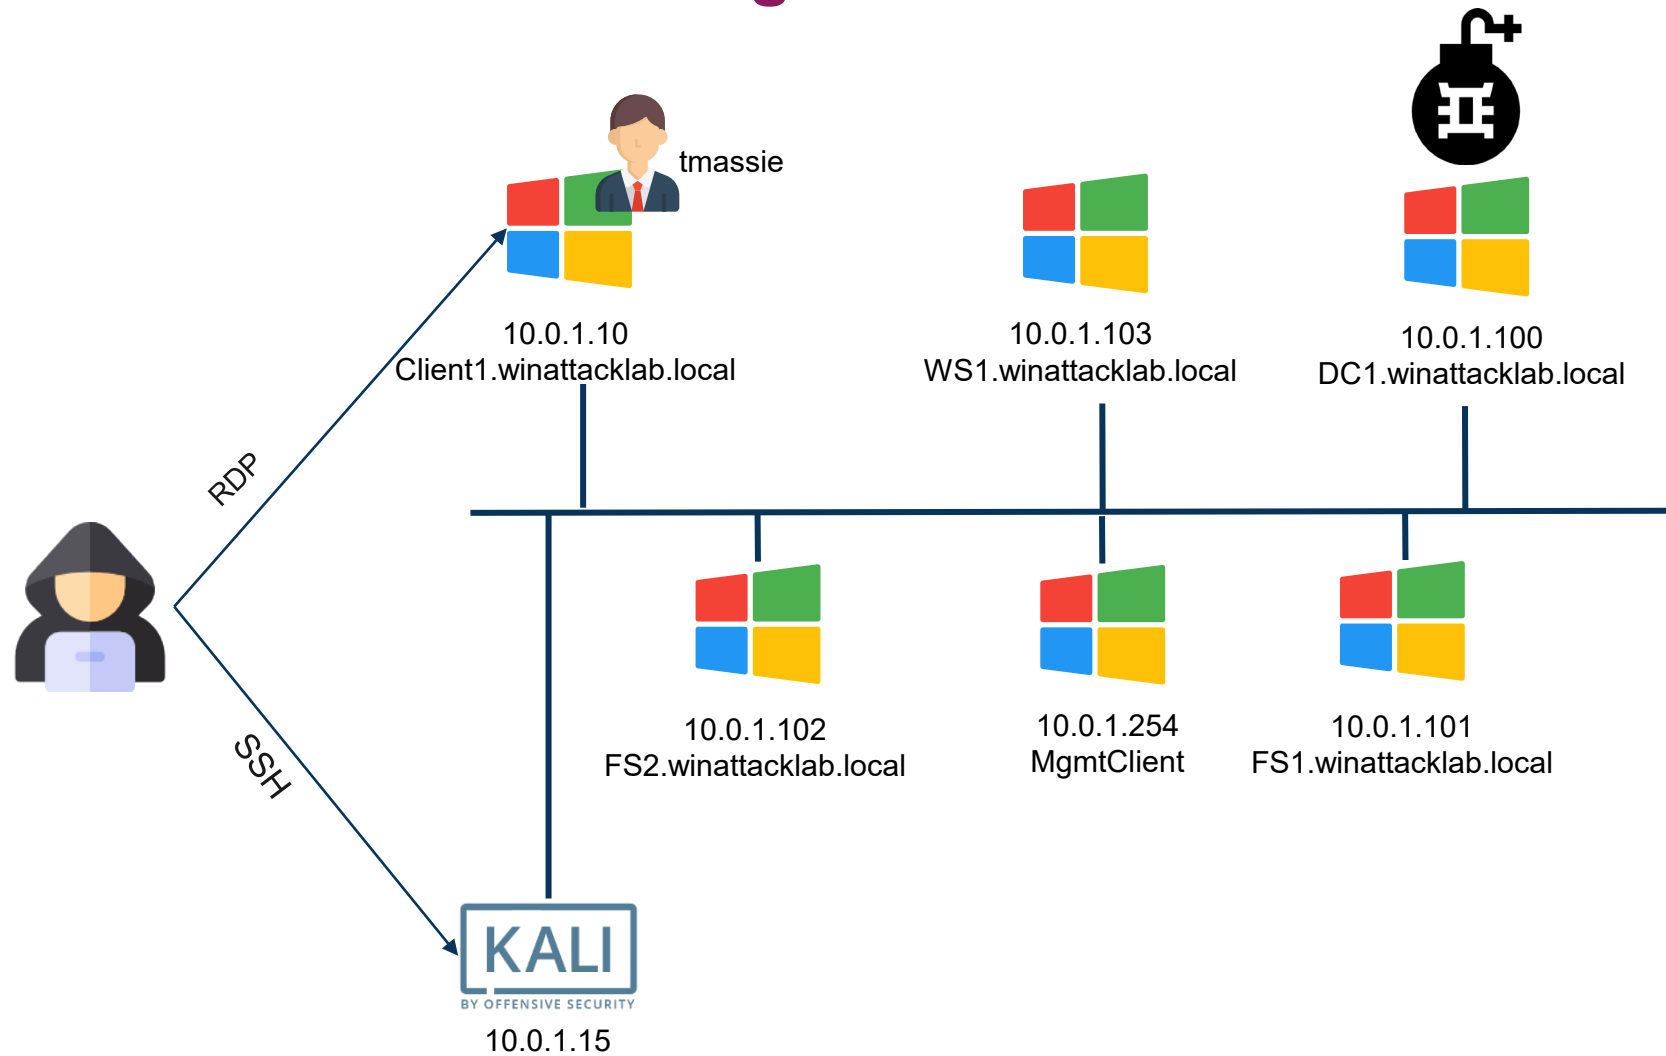 tmassie
10.0.1.10
Client1.winattacklab.local
10.0.1.103
WS1.winattacklab.local
10.0.1.100
DC1.winattacklab.local
RDP
SSH
10.0.1.102
FS2.winattacklab.local
10.0.1.254
MgmtClient
10.0.1.101
FS1.winattacklab.local
KALI
BY OFFENSIVE SECURITY
10.0.1.15